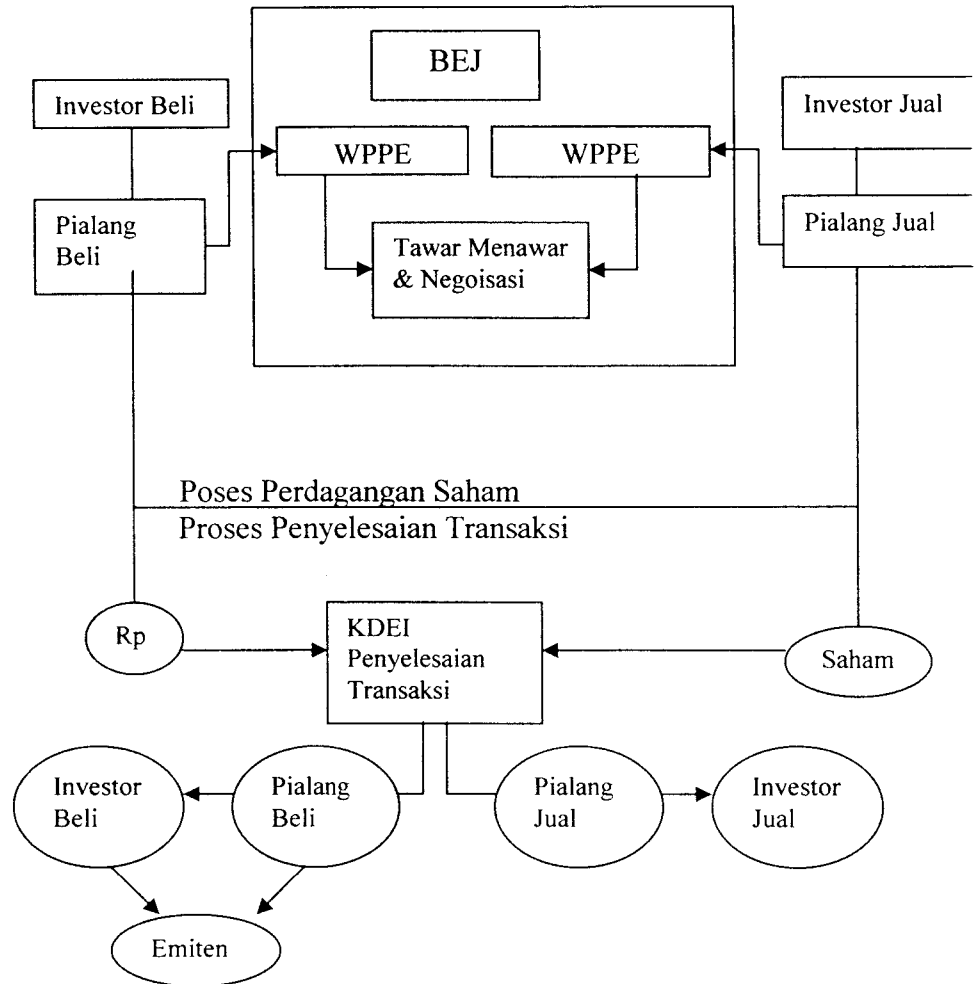 BEJ
Investor Beli
Investor Jual
WPPE
WPPE
Pialang
Beli
Pialang Jual
Tawar Menawar
& Negoisasi
Poses Perdagangan Saham
Proses Penyelesaian Transaksi
Rp
KDEI
Penyelesaian
Transaksi
Saham
Investor
Beli
Pialang
Beli
Pialang
Jual
Investor
Jual
Emiten